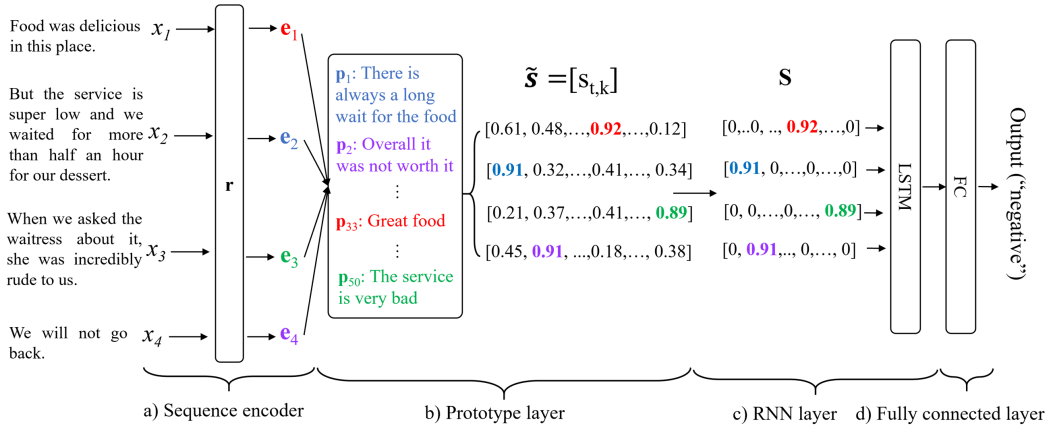 Food was delicious
in this place.
x1
But the service is
super low and we
waited for more
than half an hour
for our dessert.
x2
When we asked the
waitress about it,
she was incredibly
rude to us.
x3
We will not go
back.
x4
r
e1
e2
e3
e4
p1: There is
always a long
wait for the food
p2: Overall it
was not worth it
⋮
p33: Great food
⋮
p50: The service
is very bad
s̃ =[st,k]
[0.61, 0.48,…,0.92,…,0.12]
[0.91, 0.32,…,0.41,…, 0.34]
[0.21, 0.37,…,0.41,…, 0.89]
[0.45, 0.91, ...,0.18,…, 0.38]
S
[0,..0, .., 0.92,…,0]
[0.91, 0,…,0,…,0]
[0, 0,…,0,…, 0.89]
[0, 0.91,.., 0,…, 0]
LSTM
FC
Output (“negative”)
a) Sequence encoder
b) Prototype layer
c) RNN layer
d) Fully connected layer